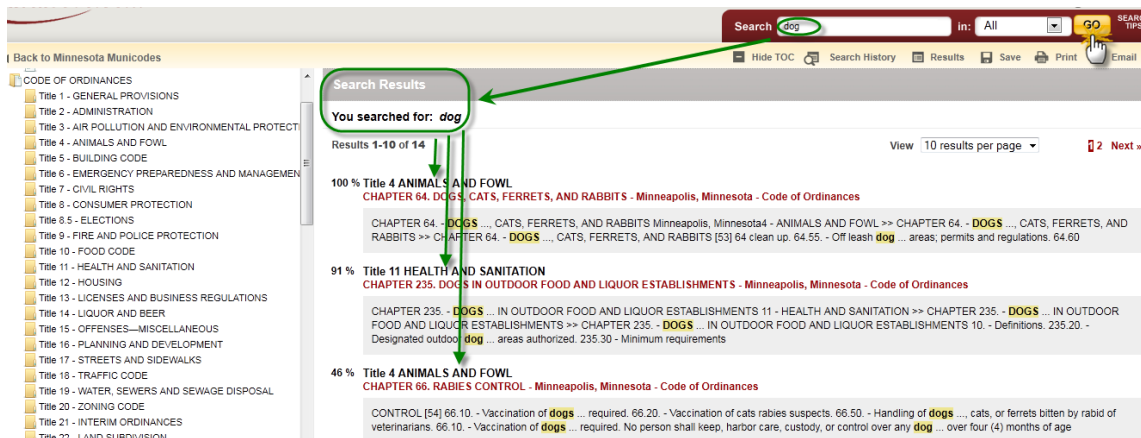 Search dog in: All GO SEARC
TIPS
Back to Minnesota Municodes
Hide TOC Search History Results Save Print Email
CODE OF ORDINANCES
Title 1 - GENERAL PROVISIONS
Title 2 - ADMINISTRATION
Title 3 - AIR POLLUTION AND ENVIRONMENTAL PROTECTI
Title 4 - ANIMALS AND FOWL
Title 5 - BUILDING CODE
Title 6 - EMERGENCY PREPAREDNESS AND MANAGEMEN
Title 7 - CIVIL RIGHTS
Title 8 - CONSUMER PROTECTION
Title 8.5 - ELECTIONS
Title 9 - FIRE AND POLICE PROTECTION
Title 10 - FOOD CODE
Title 11 - HEALTH AND SANITATION
Title 12 - HOUSING
Title 13 - LICENSES AND BUSINESS REGULATIONS
Title 14 - LIQUOR AND BEER
Title 15 - OFFENSES—MISCELLANEOUS
Title 16 - PLANNING AND DEVELOPMENT
Title 17 - STREETS AND SIDEWALKS
Title 18 - TRAFFIC CODE
Title 19 - WATER, SEWERS AND SEWAGE DISPOSAL
Title 20 - ZONING CODE
Title 21 - INTERIM ORDINANCES
Title 22 - LAND SUBDIVISION
Search Results
You searched for: dog
Results 1-10 of 14 View 10 results per page 1 2 Next »
100 % Title 4 ANIMALS AND FOWL
CHAPTER 64. DOGS, CATS, FERRETS, AND RABBITS - Minneapolis, Minnesota - Code of Ordinances
CHAPTER 64. - DOGS ..., CATS, FERRETS, AND RABBITS Minneapolis, Minnesota4 - ANIMALS AND FOWL >> CHAPTER 64. - DOGS ..., CATS, FERRETS, AND
RABBITS >> CHAPTER 64. - DOGS ..., CATS, FERRETS, AND RABBITS [53] 64 clean up. 64.55. - Off leash dog ... areas; permits and regulations. 64.60
91 % Title 11 HEALTH AND SANITATION
CHAPTER 235. DOGS IN OUTDOOR FOOD AND LIQUOR ESTABLISHMENTS - Minneapolis, Minnesota - Code of Ordinances
CHAPTER 235. - DOGS ... IN OUTDOOR FOOD AND LIQUOR ESTABLISHMENTS 11 - HEALTH AND SANITATION >> CHAPTER 235. - DOGS ... IN OUTDOOR
FOOD AND LIQUOR ESTABLISHMENTS >> CHAPTER 235. - DOGS ... IN OUTDOOR FOOD AND LIQUOR ESTABLISHMENTS 10. - Definitions. 235.20. -
Designated outdoor dog ... areas authorized. 235.30 - Minimum requirements
46 % Title 4 ANIMALS AND FOWL
CHAPTER 66. RABIES CONTROL - Minneapolis, Minnesota - Code of Ordinances
CONTROL [54] 66.10. - Vaccination of dogs ... required. 66.20. - Vaccination of cats rabies suspects. 66.50. - Handling of dogs ..., cats, or ferrets bitten by rabid of
veterinarians. 66.10. - Vaccination of dogs ... required. No person shall keep, harbor care, custody, or control over any dog ... over four (4) months of age